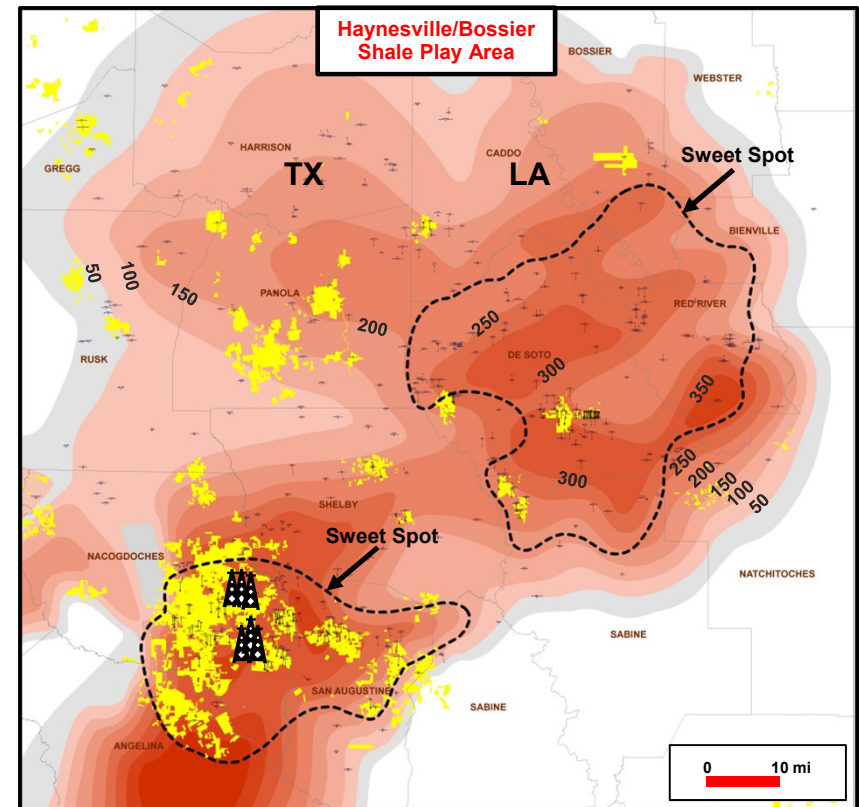 Haynesville/Bossier
Shale Play Area
BOSSIER
WEBSTER
HARRISON
CADDO
Sweet Spot
GREGG
TX
LA
BIENVILLE
50
100
150
PANOLA
RED RIVER
200
250
DE SOTO
300
RUSK
350
300
250
200
150
100
50
SHELBY
Sweet Spot
NACOGDOCHES
NATCHITOCHES
SABINE
SAN AUGUSTINE
SABINE
ANGELINA
0 10 mi